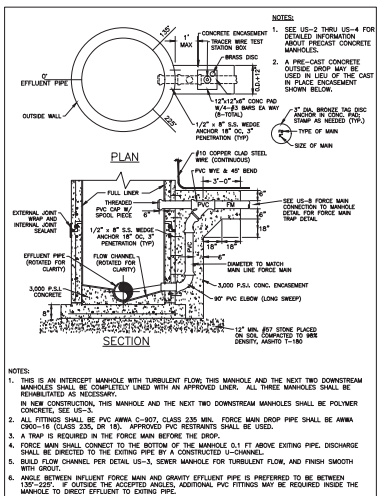 NOTES:
1. SEE US-2 THRU US-4 FOR
DETAILED INFORMATION
ABOUT PRECAST CONCRETE
MANHOLES.
2. A PRE-CAST CONCRETE
OUTSIDE DROP MAY BE
USED IN LIEU OF THE CAST
IN PLACE ENCASEMENT
SHOWN BELOW.
CONCRETE ENCASEMENT
TRACER WIRE TEST
STATION BOX
BRASS DISC
135°
1'
MAX
0.D.+12"
0°
EFFLUENT PIPE
OUTSIDE WALL
225°
12"x12"x6" CONC PAD
W/4-#3 BARS EA WAY
(8-TOTAL)
1/2" x 8" S.S. WEDGE
ANCHOR 18" OC, 3"
PENETRATION (TYP)
3" DIA. BRONZE TAG DISC
ANCHOR IN CONC. PAD;
STAMP AS NEEDED (TYP.)
TYPE OF MAIN
SIZE OF MAIN
PLAN
#10 COPPER CLAD STEEL
WIRE (CONTINUOUS)
PVC WYE & 45° BEND
3'-0"
FULL LINER
THREADED
PVC CAP W/
SPOOL PIECE
6"
6"
PVC
FM
6"
SEE US-8 FORCE MAIN
CONNECTION TO MANHOLE
DETAIL FOR FORCE MAIN
TRAP DETAIL
EXTERNAL JOINT
WRAP AND
INTERNAL JOINT
SEALANT
1/2" x 8" S.S. WEDGE
ANCHOR 18" OC, 3"
PENETRATION (TYP)
18"
18"
18"
PVC
6"
EFFLUENT PIPE
(ROTATED FOR
CLARITY)
FLOW CHANNEL
(ROTATED FOR
CLARITY)
DIAMETER TO MATCH
MAIN LINE FORCE MAIN
3,000 P.S.I.
CONCRETE
3,000 P.S.I CONC. ENCASEMENT
90° PVC ELBOW (LONG SWEEP)
8"
12" MIN. #57 STONE PLACED
ON SOIL COMPACTED TO 98%
DENSITY, AASHTO T-180
SECTION
NOTES:
1. THIS IS AN INTERCEPT MANHOLE WITH TURBULENT FLOW; THIS MANHOLE AND THE NEXT TWO DOWNSTREAM
MANHOLES SHALL BE COMPLETELY LINED WITH AN APPROVED LINER. ALL THREE MANHOLES SHALL BE
REHABILITATED AS NECESSARY.
IN NEW CONSTRUCTION, THIS MANHOLE AND THE NEXT TWO DOWNSTREAM MANHOLES SHALL BE POLYMER
CONCRETE, SEE US-3.
2. ALL FITTINGS SHALL BE PVC AWWA C-907, CLASS 235 MIN. FORCE MAIN DROP PIPE SHALL BE AWWA
C900-16 (CLASS 235, DR 18). APPROVED PVC RESTRAINTS SHALL BE USED.
3. A TRAP IS REQUIRED IN THE FORCE MAIN BEFORE THE DROP.
4. FORCE MAIN SHALL CONNECT TO THE BOTTOM OF THE MANHOLE 0.1 FT ABOVE EXITING PIPE. DISCHARGE
SHALL BE DIRECTED TO THE EXITING PIPE BY A CONSTRUCTED U-CHANNEL.
5. BUILD FLOW CHANNEL PER DETAIL US-3, SEWER MANHOLE FOR TURBULENT FLOW, AND FINISH SMOOTH
WITH GROUT.
6. ANGLE BETWEEN INFLUENT FORCE MAIN AND GRAVITY EFFLUENT PIPE IS PREFERRED TO BE BETWEEN
135°-225°. IF OUTSIDE THE ACCEPTED ANGLES, ADDITIONAL PVC FITTINGS MAY BE REQUIRED INSIDE THE
MANHOLE TO DIRECT EFFLUENT TO EXITING PIPE.